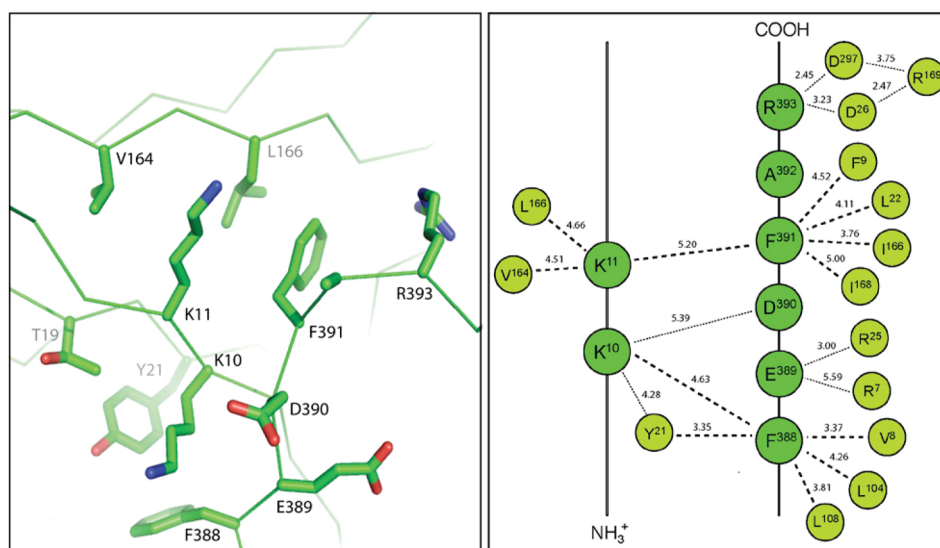 V164
L166
K11
R393
T19
F391
Y21
K10
D390
E389
F388
COOH
D²⁹⁷
3.75
R¹⁶⁹
2.45
2.47
R³⁹³
3.23
D²⁶
A³⁹²
F⁹
4.52
L²²
4.11
L¹⁶⁶
4.66
F³⁹¹
3.76
I¹⁶⁶
5.20
V¹⁶⁴
4.51
K¹¹
5.00
I¹⁶⁸
D³⁹⁰
5.39
R²⁵
K¹⁰
3.00
E³⁸⁹
5.59
R⁷
4.63
4.28
Y²¹
3.35
F³⁸⁸
3.37
V⁸
4.26
L¹⁰⁴
3.81
L¹⁰⁸
NH₃⁺